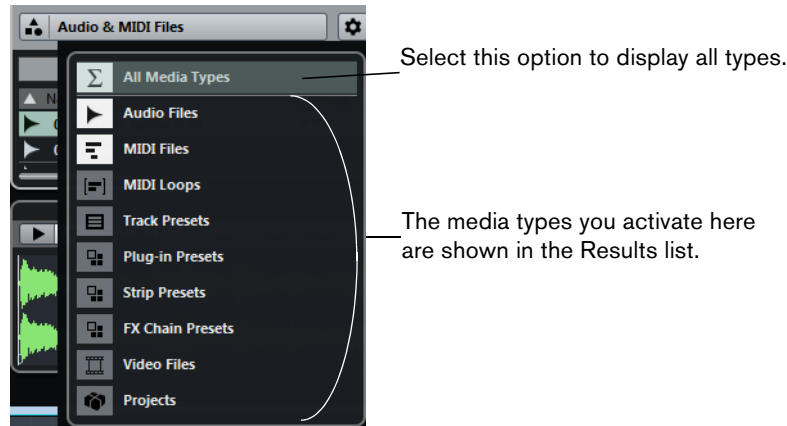 Audio & MIDI Files
All Media Types
Select this option to display all types.
Audio Files
MIDI Files
MIDI Loops
Track Presets
The media types you activate here
are shown in the Results list.
Plug-in Presets
Strip Presets
FX Chain Presets
Video Files
Projects